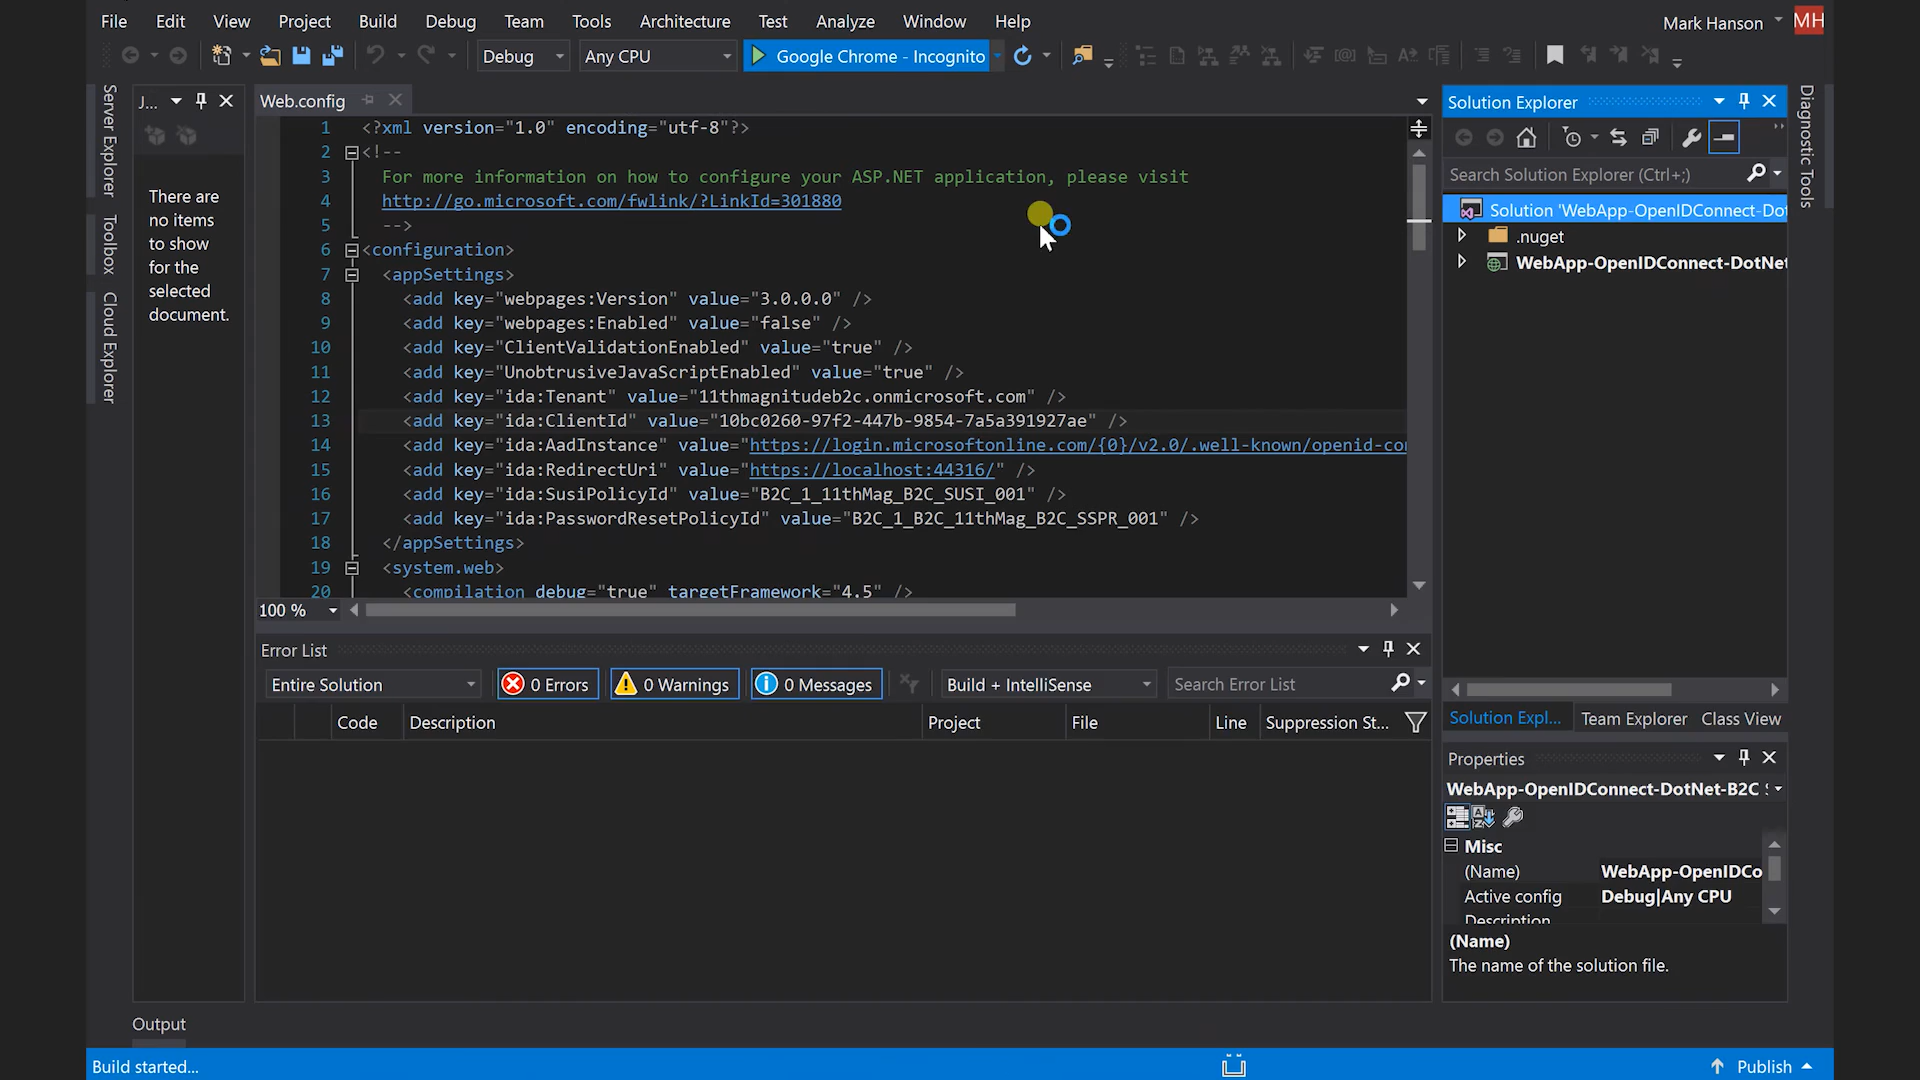 File Edit View Project Build Debug Team Tools Architecture Test Analyze Window Help
Mark Hanson
MH
Debug Any CPU Google Chrome - Incognito
Server Explorer
Toolbox
Cloud Explorer
J...
There are
no items
to show
for the
selected
document.
Web.config
1 <?xml version="1.0" encoding="utf-8"?>
2 <!--
3 For more information on how to configure your ASP.NET application, please visit
4 http://go.microsoft.com/fwlink/?LinkId=301880
5 -->
6 <configuration>
7 <appSettings>
8 <add key="webpages:Version" value="3.0.0.0" />
9 <add key="webpages:Enabled" value="false" />
10 <add key="ClientValidationEnabled" value="true" />
11 <add key="UnobtrusiveJavaScriptEnabled" value="true" />
12 <add key="ida:Tenant" value="11thmagnitudeb2c.onmicrosoft.com" />
13 <add key="ida:ClientId" value="10bc0260-97f2-447b-9854-7a5a391927ae" />
14 <add key="ida:AadInstance" value="https://login.microsoftonline.com/{0}/v2.0/.well-known/openid-co
15 <add key="ida:RedirectUri" value="https://localhost:44316/" />
16 <add key="ida:SusiPolicyId" value="B2C_1_11thMag_B2C_SUSI_001" />
17 <add key="ida:PasswordResetPolicyId" value="B2C_1_B2C_11thMag_B2C_SSPR_001" />
18 </appSettings>
19 <system.web>
20 <compilation debug="true" targetFramework="4.5" />
100 %
Error List
Entire Solution 0 Errors 0 Warnings 0 Messages Build + IntelliSense Search Error List
Code Description Project File Line Suppression St...
Solution Explorer
Search Solution Explorer (Ctrl+;)
Solution 'WebApp-OpenIDConnect-Dot
.nuget
WebApp-OpenIDConnect-DotNet
Solution Expl... Team Explorer Class View
Properties
WebApp-OpenIDConnect-DotNet-B2C
Misc
(Name) WebApp-OpenIDCo
Active config Debug|Any CPU
Description
(Name)
The name of the solution file.
Diagnostic Tools
Output
Build started...
Publish